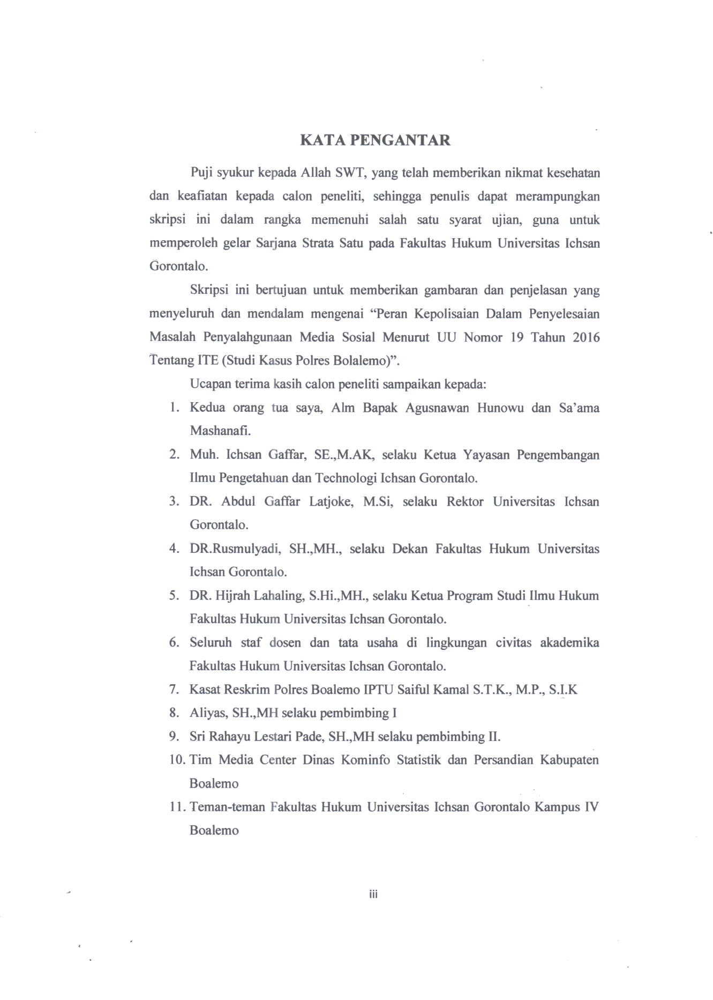 KATA PENGANTAR
Puji syukur kepada Allah SWT, yang telah memberikan nikmat kesehatan
dan keafiatan kepada calon peneliti, sehingga penulis dapat merampungkan
skripsi ini dalam rangka memenuhi salah satu syarat ujian, guna untuk
memperoleh gelar Sarjana Strata Satu pada Fakultas Hukum Universitas Ichsan
Gorontalo.
Skripsi ini bertujuan untuk memberikan gambaran dan penjelasan yang
menyeluruh dan mendalam mengenai “Peran Kepolisaian Dalam Penyelesaian
Masalah Penyalahgunaan Media Sosial Menurut UU Nomor 19 Tahun 2016
Tentang ITE (Studi Kasus Polres Bolalemo)”.
Ucapan terima kasih calon peneliti sampaikan kepada:
1. Kedua orang tua saya, Alm Bapak Agusnawan Hunowu dan Sa’ama
Mashanafi.
2. Muh. Ichsan Gaffar, SE.,M.AK, selaku Ketua Yayasan Pengembangan
Ilmu Pengetahuan dan Technologi Ichsan Gorontalo.
3. DR. Abdul Gaffar Latjoke, M.Si, selaku Rektor Universitas Ichsan
Gorontalo.
4. DR.Rusmulyadi, SH.,MH., selaku Dekan Fakultas Hukum Universitas
Ichsan Gorontalo.
5. DR. Hijrah Lahaling, S.Hi.,MH., selaku Ketua Program Studi Ilmu Hukum
Fakultas Hukum Universitas Ichsan Gorontalo.
6. Seluruh staf dosen dan tata usaha di lingkungan civitas akademika
Fakultas Hukum Universitas Ichsan Gorontalo.
7. Kasat Reskrim Polres Boalemo IPTU Saiful Kamal S.T.K., M.P., S.I.K
8. Aliyas, SH.,MH selaku pembimbing I
9. Sri Rahayu Lestari Pade, SH.,MH selaku pembimbing II.
10. Tim Media Center Dinas Kominfo Statistik dan Persandian Kabupaten
Boalemo
11. Teman-teman Fakultas Hukum Universitas Ichsan Gorontalo Kampus IV
Boalemo
iii